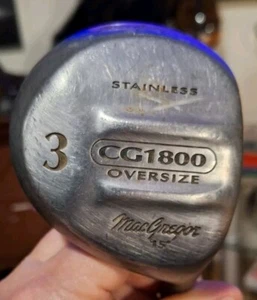 STAINLESS
3
CG1800
OVERSIZE
MacGregor
15°